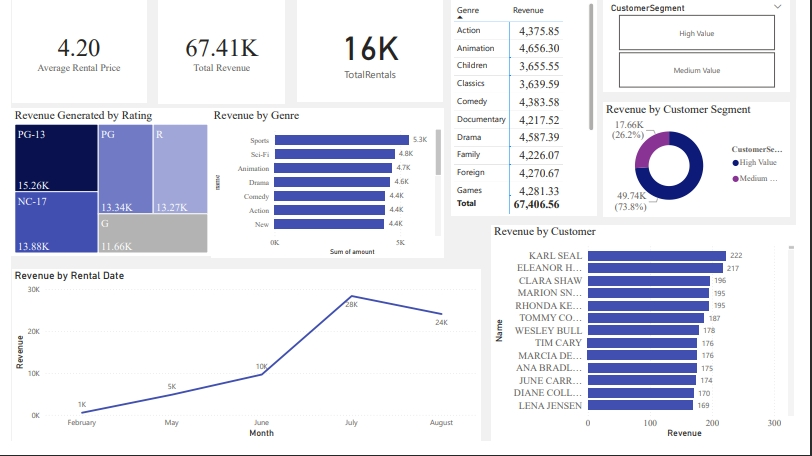 4.20
Average Rental Price
67.41K
Total Revenue
16K
TotalRentals
Genre Revenue
Action 4,375.85
Animation 4,656.30
Children 3,655.55
Classics 3,639.59
Comedy 4,383.58
Documentary 4,217.52
Drama 4,587.39
Family 4,226.07
Foreign 4,270.67
Games 4,281.33
Total 67,406.56
CustomerSegment
High Value
Medium Value
Revenue Generated by Rating
PG-13
15.26K
NC-17
13.88K
PG
13.34K
R
13.27K
G
11.66K
Revenue by Genre
name
Sports 5.3K
Sci-Fi 4.8K
Animation 4.7K
Drama 4.6K
Comedy 4.4K
Action 4.4K
New 4.4K
0K 5K
Sum of amount
Revenue by Customer Segment
17.66K
(26.2%)
49.74K
(73.8%)
CustomerSe...
High Value
Medium ...
Revenue by Rental Date
Revenue
30K
20K
10K
0K
1K
5K
10K
28K
24K
February May June July August
Month
Revenue by Customer
Name
KARL SEAL 222
ELEANOR H... 217
CLARA SHAW 196
MARION SN... 195
RHONDA KE... 195
TOMMY CO... 187
WESLEY BULL 178
TIM CARY 176
MARCIA DE... 176
ANA BRADL... 175
JUNE CARR... 174
DIANE COLL... 170
LENA JENSEN 169
0 100 200 300
Revenue